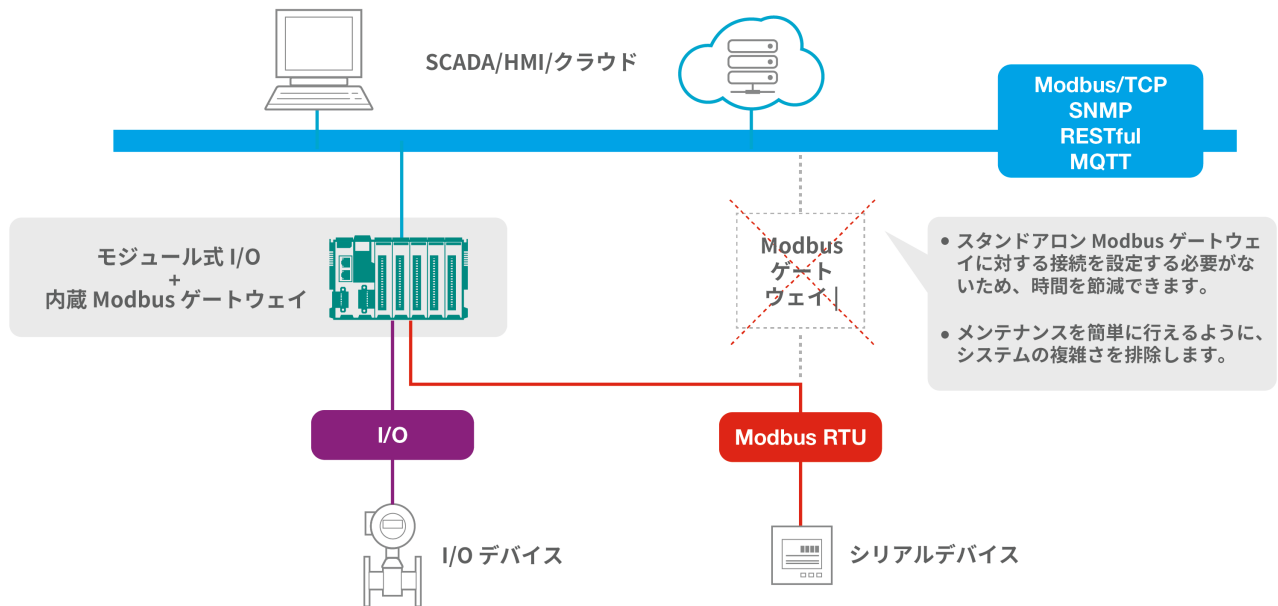 SCADA/HMI/クラウド
Modbus/TCP
SNMP
RESTful
MQTT
モジュール式 I/O
+
内蔵 Modbus ゲートウェイ
Modbus
ゲート
ウェイ |
• スタンドアロン Modbus ゲートウェ
イに対する接続を設定する必要がな
いため、時間を節減できます。
• メンテナンスを簡単に行えるように、
システムの複雑さを排除します。
I/O
Modbus RTU
I/O デバイス
シリアルデバイス